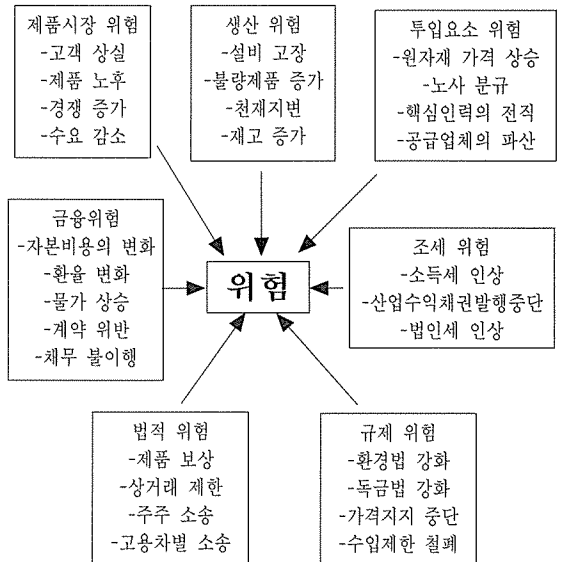 제품시장 위험
-고객 상실
-제품 노후
-경쟁 증가
-수요 감소
생산 위험
-설비 고장
-불량제품 증가
-천재지변
-재고 증가
투입요소 위험
-원자재 가격 상승
-노사 분규
-핵심인력의 전직
-공급업체의 파산
금융위험
-자본비용의 변화
-환율 변화
-물가 상승
-계약 위반
-채무 불이행
위험
조세 위험
-소득세 인상
-산업수익채권발행중단
-법인세 인상
법적 위험
-제품 보상
-상거래 제한
-주주 소송
-고용차별 소송
규제 위험
-환경법 강화
-독금법 강화
-가격지지 중단
-수입제한 철폐